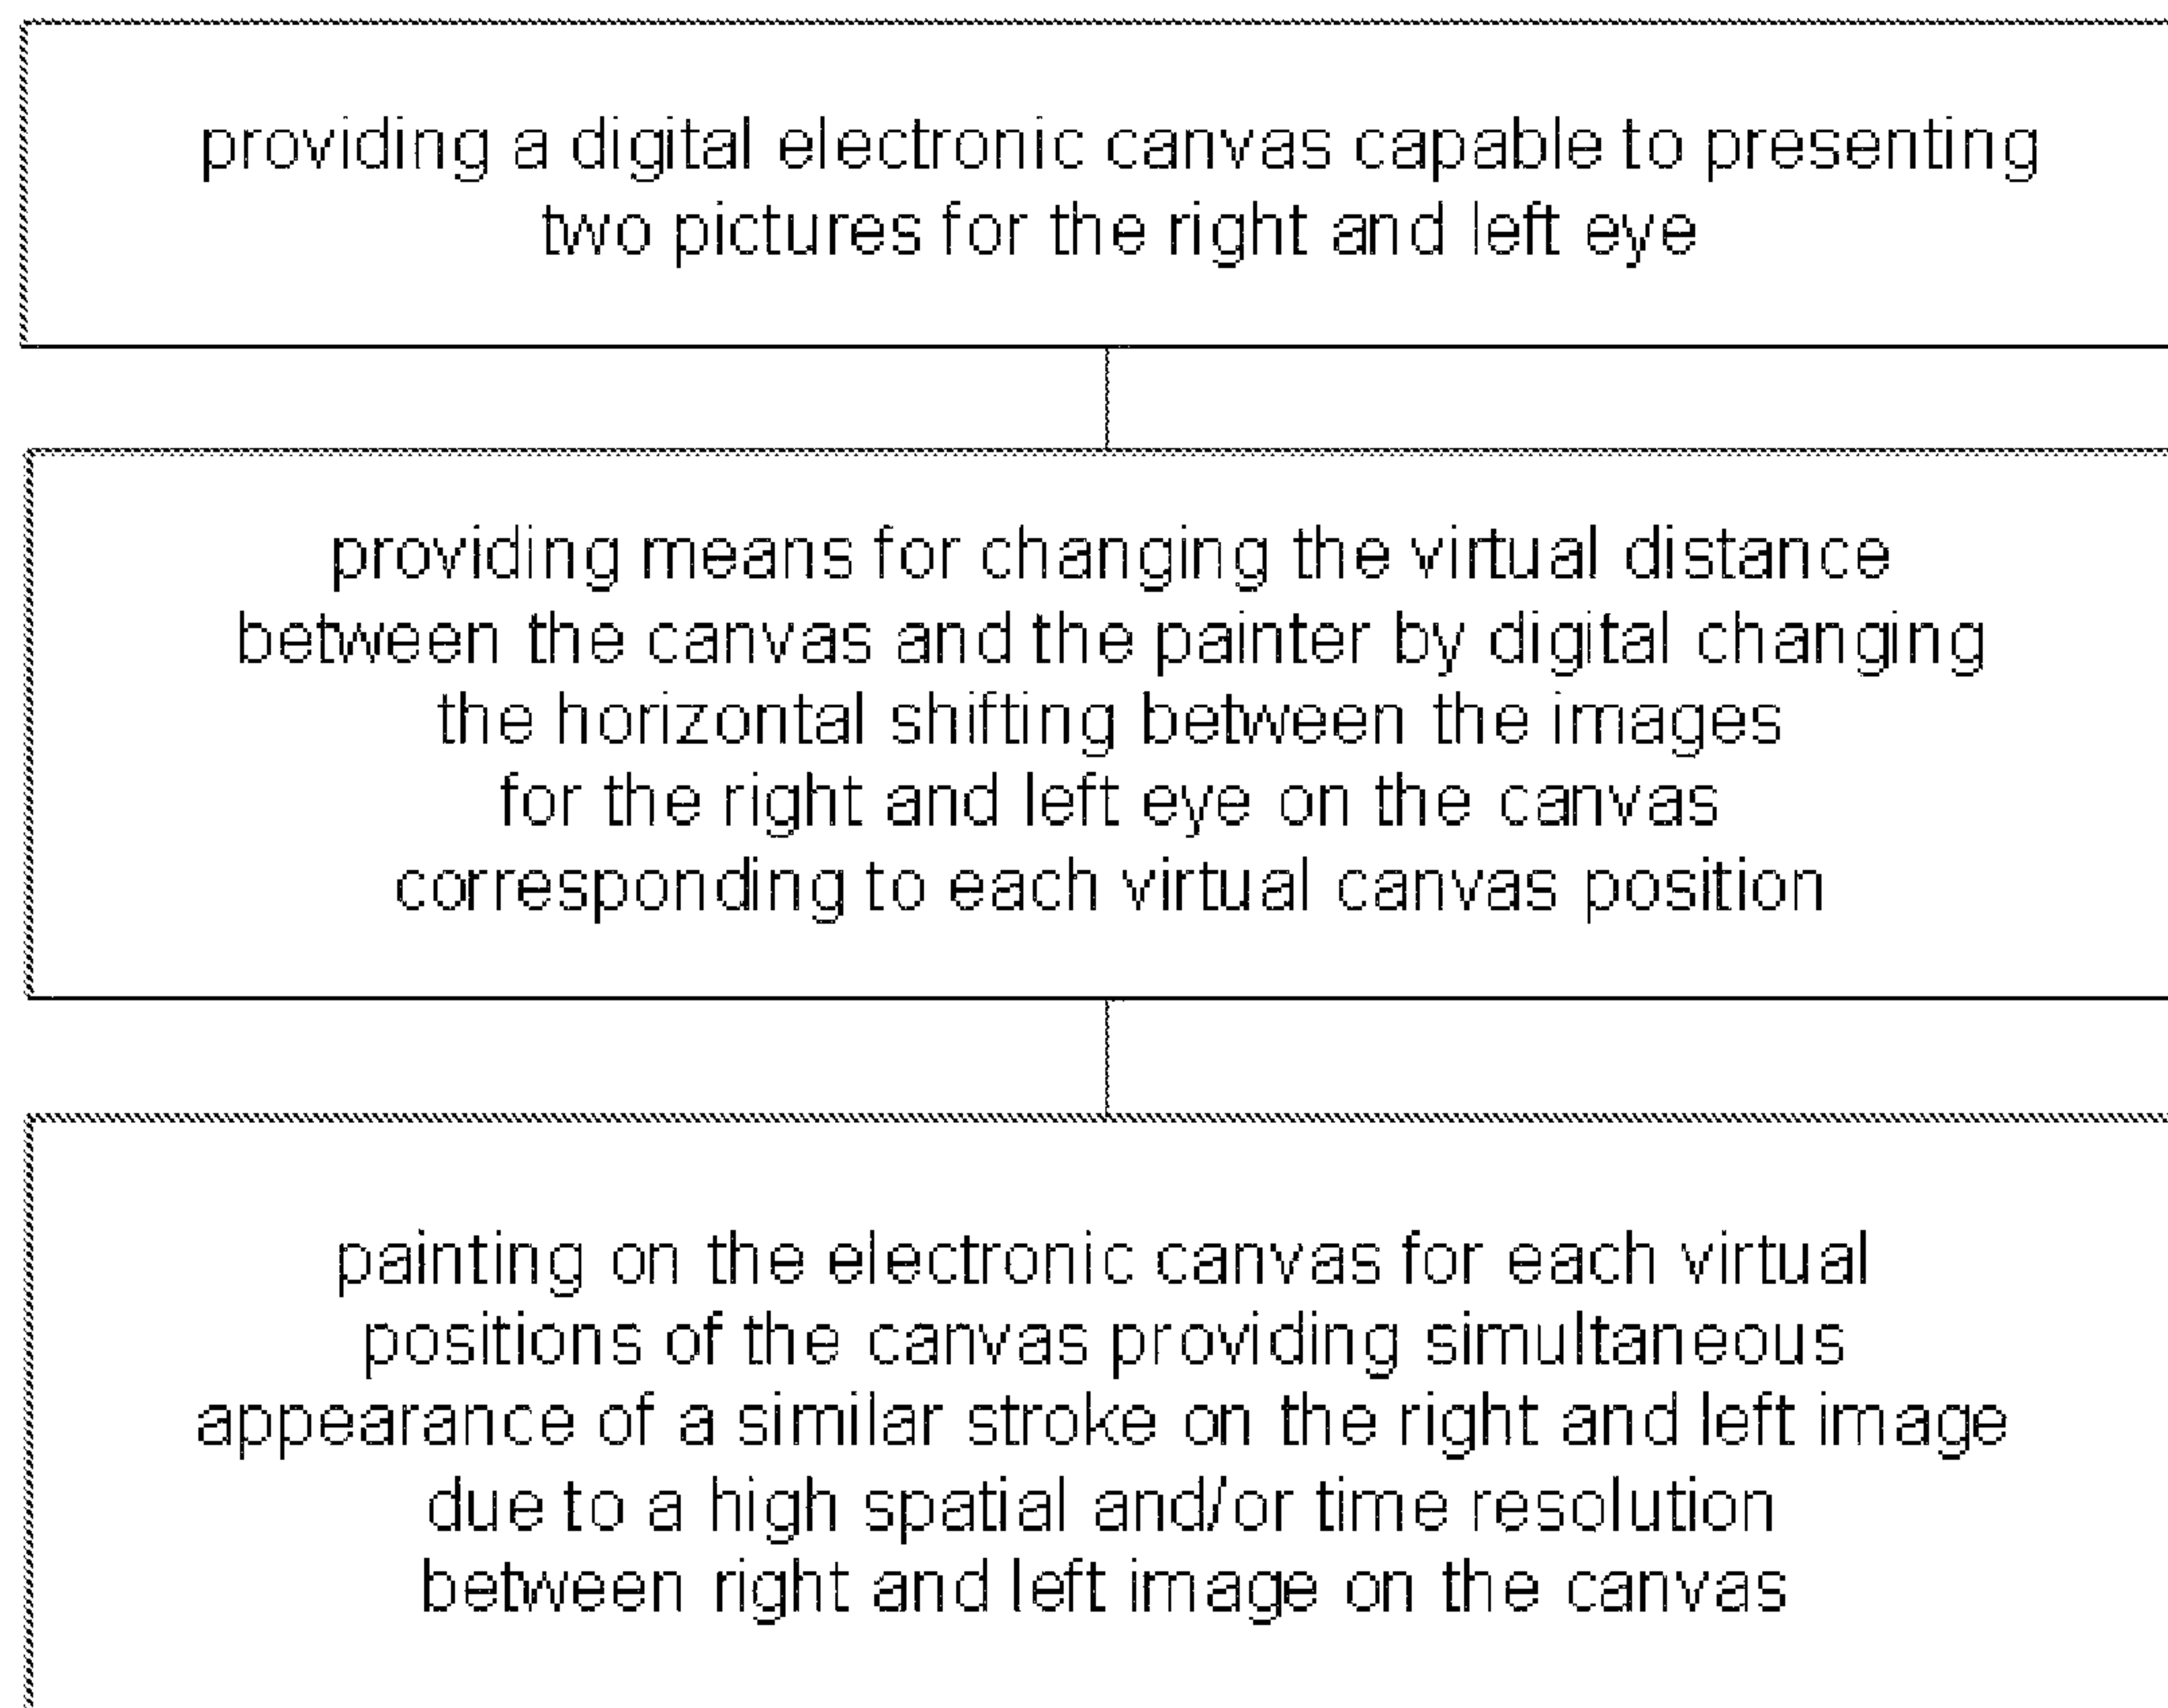 providing a digital electronic canvas capable to presenting
two pictures for the right and left eye
providing means for changing the virtual distance
between the canvas and the painter by digital changing
the horizontal shifting between the images
for the right and left eye on the canvas
corresponding to each virtual canvas position
painting on the electronic canvas for each virtual
positions of the canvas providing simultaneous
appearance of a similar stroke on the right and left image
due to a high spatial and/or time resolution
between right and left image on the canvas